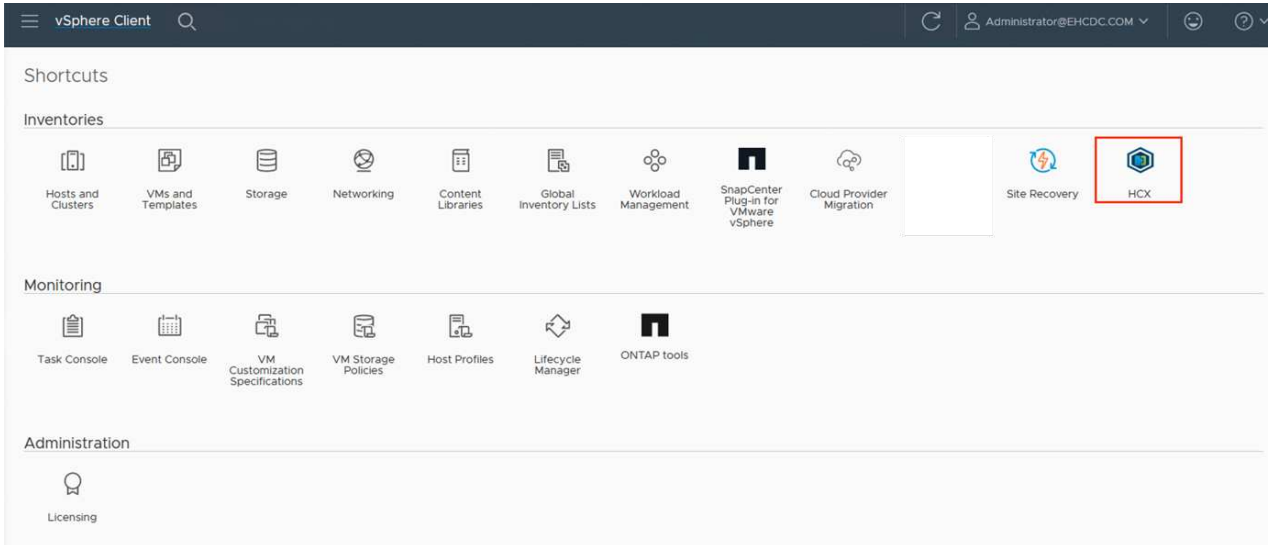 vSphere Client
Administrator@EHCDC.COM
Shortcuts
Inventories
Hosts and
Clusters
VMs and
Templates
Storage
Networking
Content
Libraries
Global
Inventory Lists
Workload
Management
SnapCenter
Plug-in for
VMware
vSphere
Cloud Provider
Migration
Site Recovery
HCX
Monitoring
Task Console
Event Console
VM
Customization
Specifications
VM Storage
Policies
Host Profiles
Lifecycle
Manager
ONTAP tools
Administration
Licensing